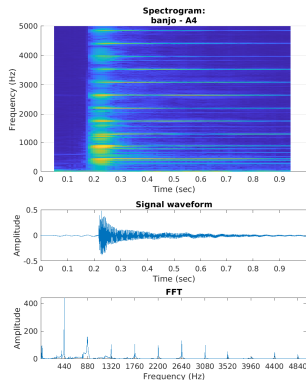 Spectrogram:
banjo - A4
5000
4000
3000
2000
1000
0
Frequency (Hz)
0 0.1 0.2 0.3 0.4 0.5 0.6 0.7 0.8 0.9
Time (sec)
Signal waveform
0.5
0
-0.5
Amplitude
0 0.1 0.2 0.3 0.4 0.5 0.6 0.7 0.8 0.9
Time (sec)
FFT
400
200
0
Amplitude
440 880 1320 1760 2200 2640 3080 3520 3960 4400 4840
Frequency (Hz)